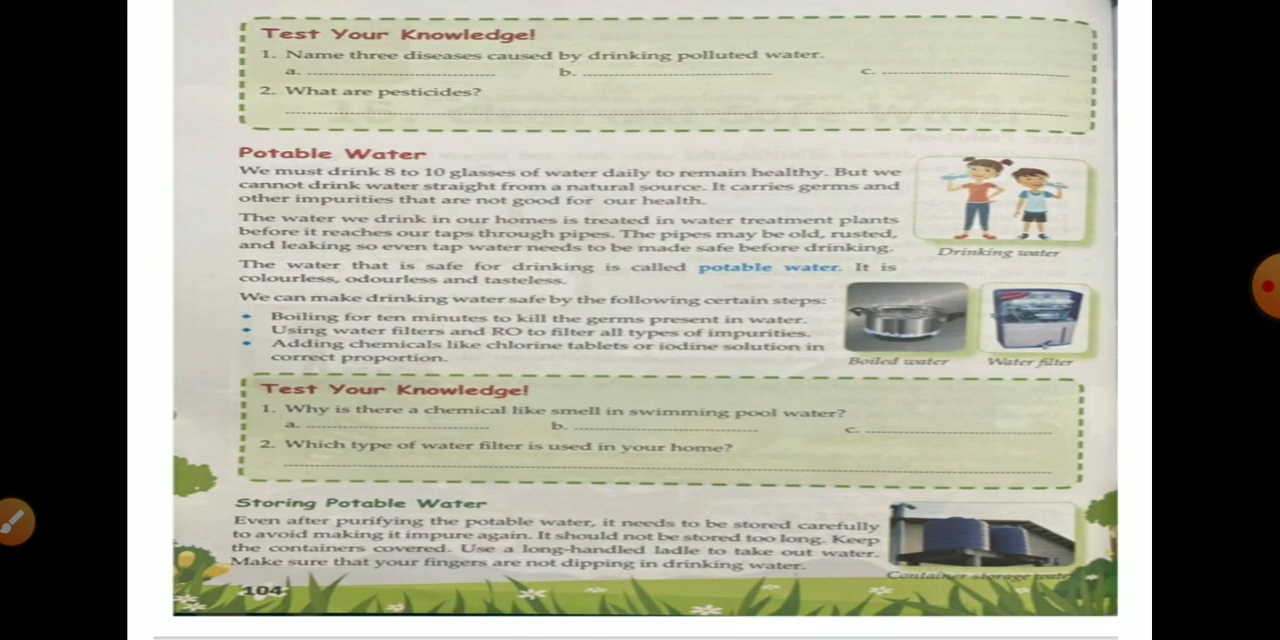 Test Your Knowledge!
1. Name three diseases caused by drinking polluted water.
a. b. c.
2. What are pesticides?
Potable Water
We must drink 8 to 10 glasses of water daily to remain healthy. But we
cannot drink water straight from a natural source. It carries germs and
other impurities that are not good for our health.
The water we drink in our homes is treated in water treatment plants
before it reaches our taps through pipes. The pipes may be old, rusted,
and leaking so even tap water needs to be made safe before drinking.
Drinking water
The water that is safe for drinking is called potable water. It is
colourless, odourless and tasteless.
We can make drinking water safe by the following certain steps:
Boiling for ten minutes to kill the germs present in water.
Using water filters and RO to filter all types of impurities.
Adding chemicals like chlorine tablets or iodine solution in
correct proportion.
Boiled water
Water filter
Test Your Knowledge!
1. Why is there a chemical like smell in swimming pool water?
a. b. c.
2. Which type of water filter is used in your home?
Storing Potable Water
Even after purifying the potable water, it needs to be stored carefully
to avoid making it impure again. It should not be stored too long. Keep
the containers covered. Use a long-handled ladle to take out water.
Make sure that your fingers are not dipping in drinking water.
Container storage water
104